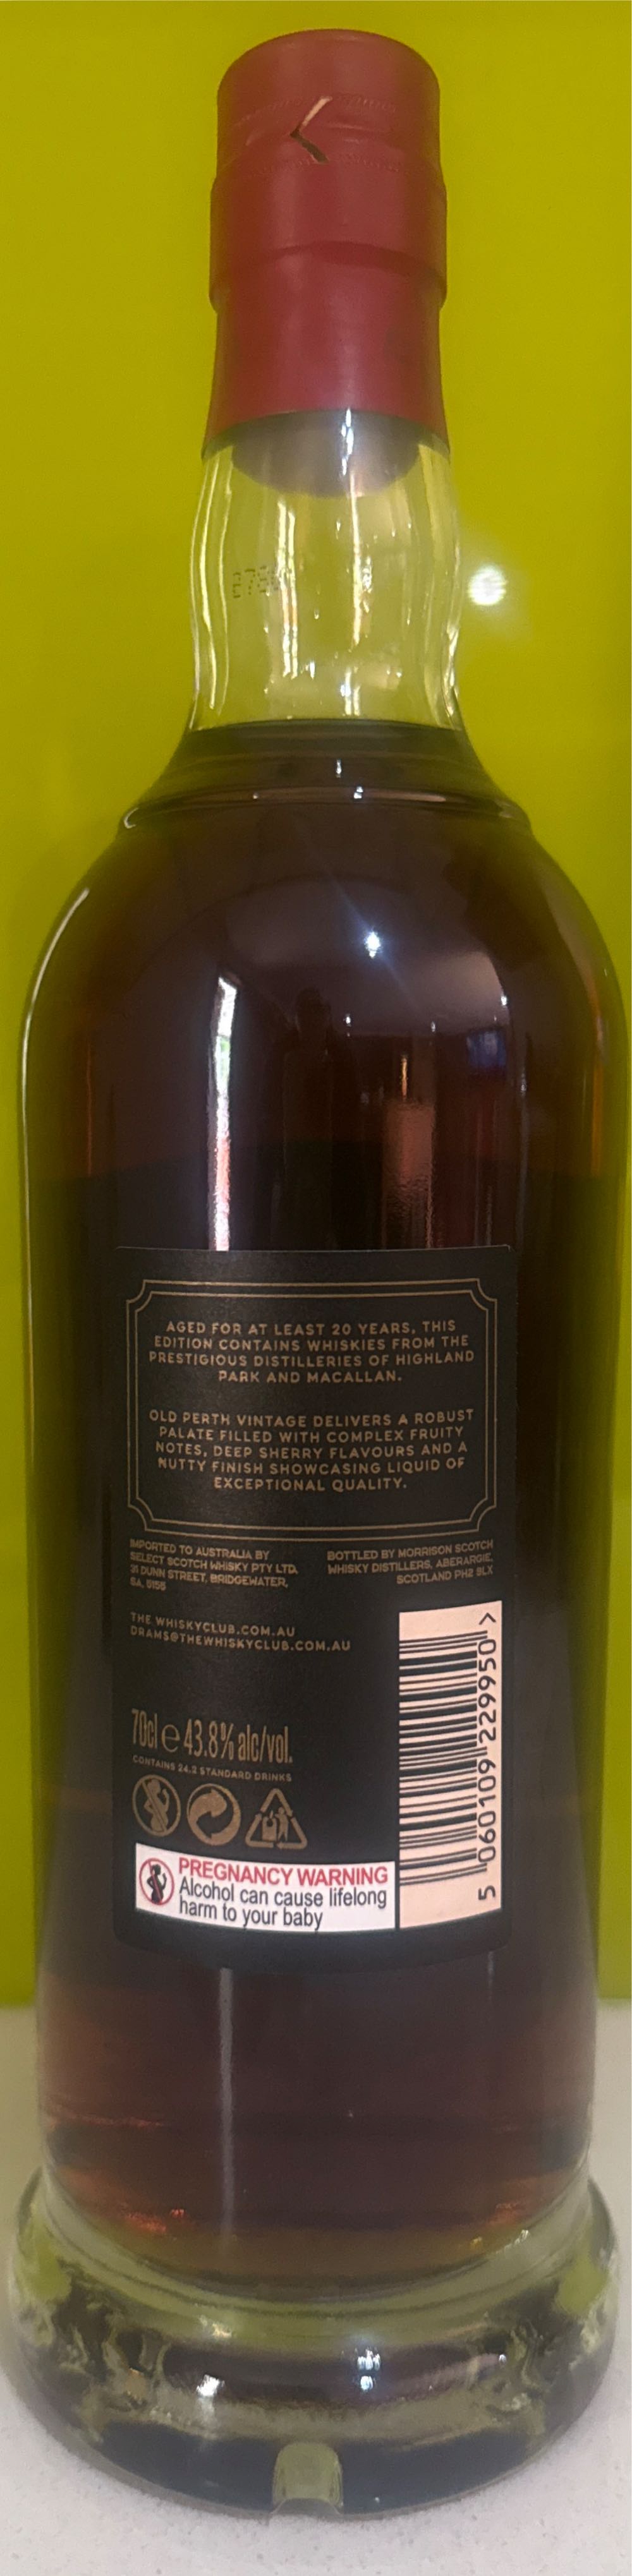 AGED FOR AT LEAST 20 YEARS, THIS
EDITION CONTAINS WHISKIES FROM THE
PRESTIGIOUS DISTILLERIES OF HIGHLAND
PARK AND MACALLAN.
OLD PERTH VINTAGE DELIVERS A ROBUST
PALATE FILLED WITH COMPLEX FRUITY
NOTES, DEEP SHERRY FLAVOURS AND A
NUTTY FINISH SHOWCASING LIQUID OF
EXCEPTIONAL QUALITY.
IMPORTED TO AUSTRALIA BY
SELECT SCOTCH WHISKY PTY LTD,
31 DUNN STREET, BRIDGEWATER,
SA, 5155
BOTTLED BY MORRISON SCOTCH
WHISKY DISTILLERS, ABERARGIE,
SCOTLAND PH2 9LX
THEWHISKYCLUB.COM.AU
DRAMS@THEWHISKYCLUB.COM.AU
70cl e 43.8% alc/vol.
CONTAINS 24.2 STANDARD DRINKS
PREGNANCY WARNING
Alcohol can cause lifelong
harm to your baby
5 060109 229950 >